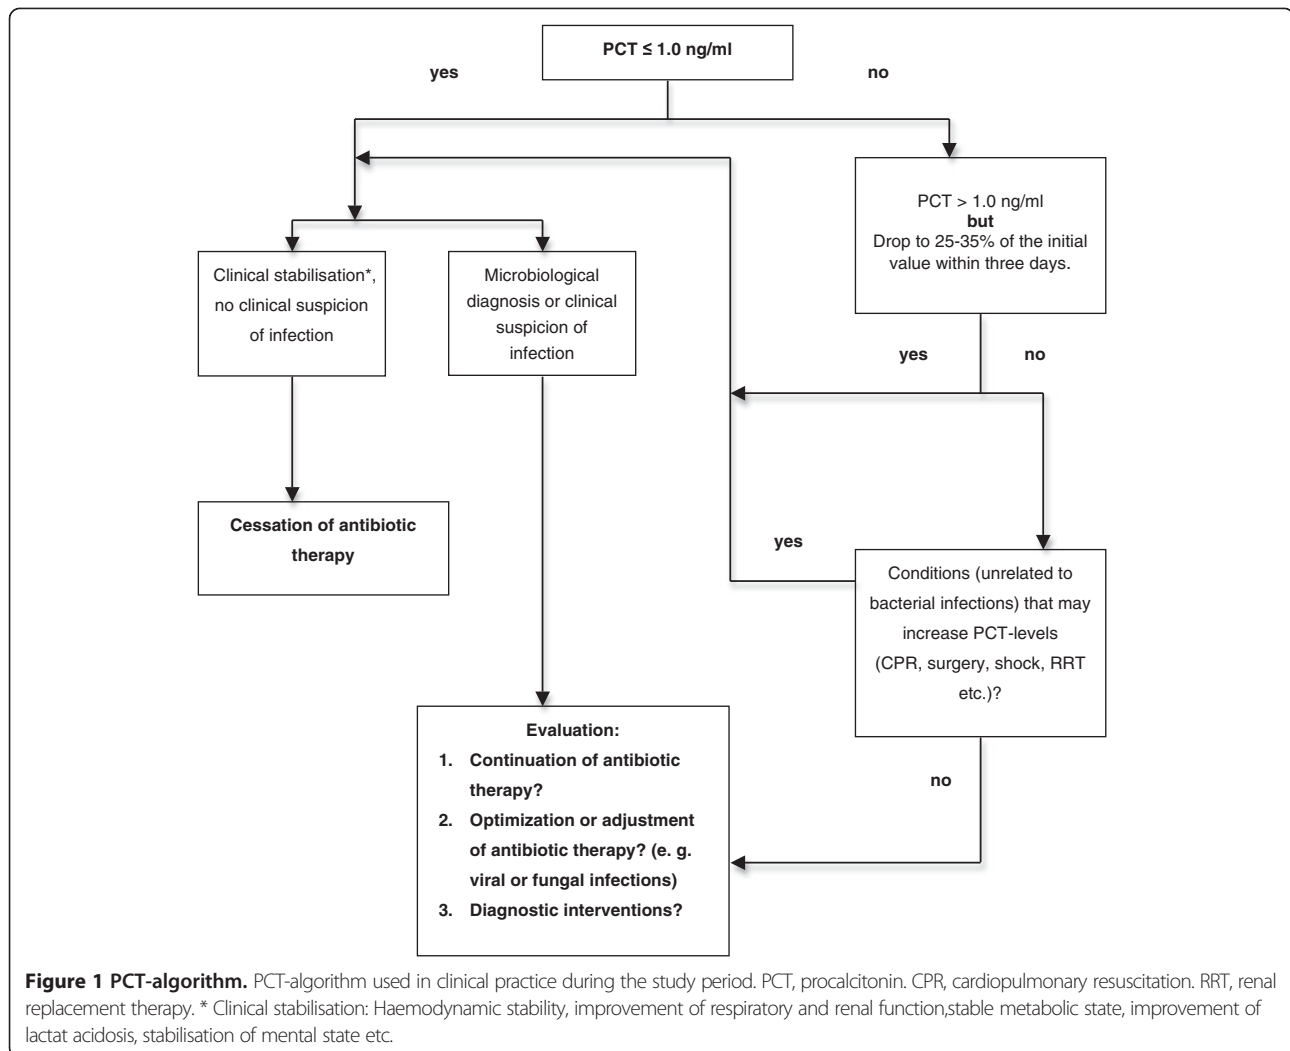 PCT ≤ 1.0 ng/ml
yes
no
PCT > 1.0 ng/ml
but
Drop to 25-35% of the initial
value within three days.
Clinical stabilisation*,
no clinical suspicion
of infection
Microbiological
diagnosis or clinical
suspicion of
infection
yes
no
Cessation of antibiotic
therapy
yes
Conditions (unrelated to
bacterial infections) that may
increase PCT-levels
(CPR, surgery, shock, RRT
etc.)?
no
Evaluation:
1. Continuation of antibiotic
therapy?
2. Optimization or adjustment
of antibiotic therapy? (e. g.
viral or fungal infections)
3. Diagnostic interventions?
Figure 1 PCT-algorithm. PCT-algorithm used in clinical practice during the study period. PCT, procalcitonin. CPR, cardiopulmonary resuscitation. RRT, renal
replacement therapy. * Clinical stabilisation: Haemodynamic stability, improvement of respiratory and renal function,stable metabolic state, improvement of
lactat acidosis, stabilisation of mental state etc.